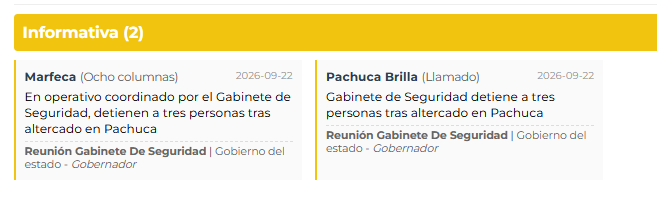 Informativa (2)
Marfeca (Ocho columnas) 2026-09-22
En operativo coordinado por el Gabinete de
Seguridad, detienen a tres personas tras
altercado en Pachuca
Reunión Gabinete De Seguridad | Gobierno del
estado - Gobernador
Pachuca Brilla (Llamado) 2026-09-22
Gabinete de Seguridad detiene a tres
personas tras altercado en Pachuca
Reunión Gabinete De Seguridad | Gobierno del
estado - Gobernador